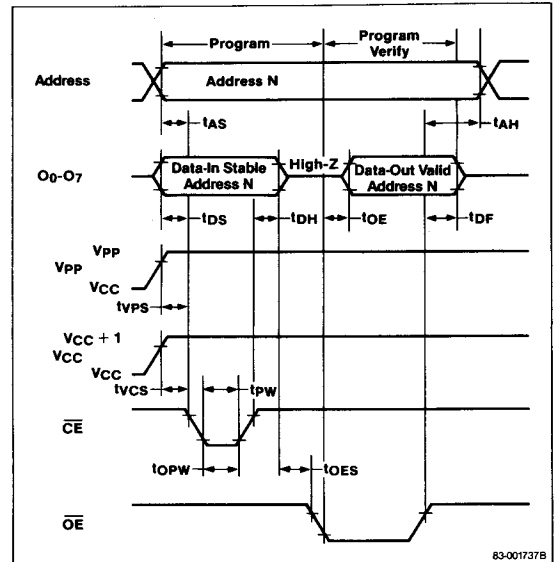 Program
Program
Verify
Address
Address N
tAS
tAH
O0-O7
Data-In Stable
Address N
High-Z
Data-Out Valid
Address N
tDS
tDH
tOE
tDF
VPP
VPP
VCC
tVPS
VCC + 1
VCC
VCC
tVCS
tPW
CE
tOPW
tOES
OE
83-001737B